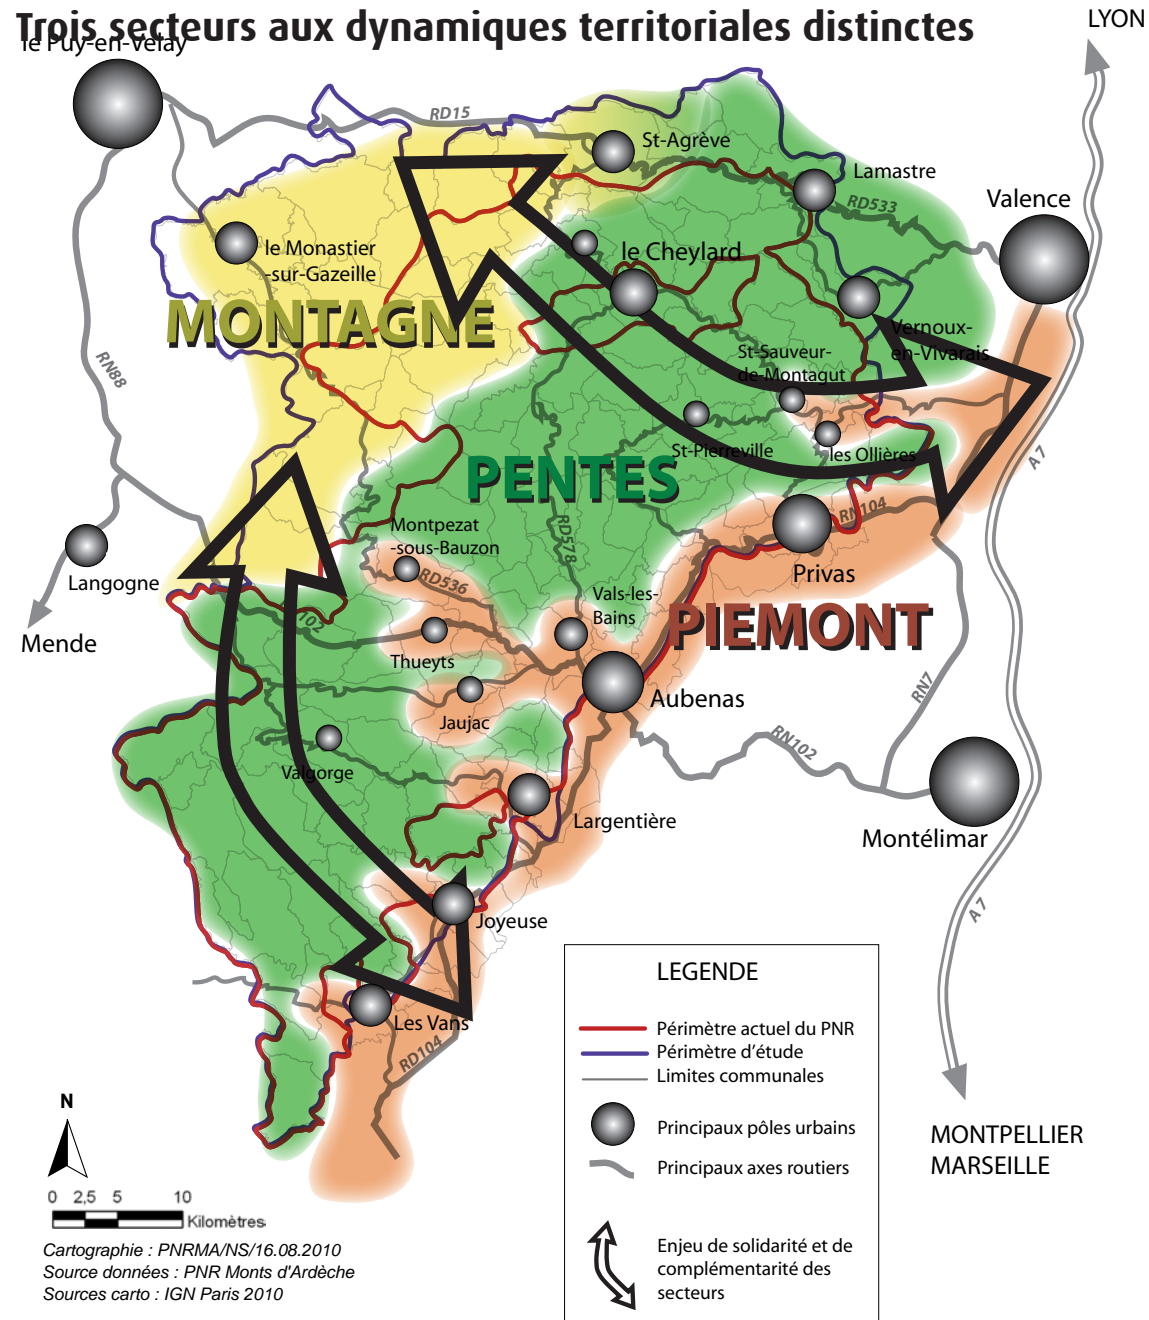 Trois secteurs aux dynamiques territoriales distinctes
LYON
le Puy-en-Velay
RD15
St-Agrève
Lamastre
RD533
Valence
le Monastier
-sur-Gazeille
le Cheylard
MONTAGNE
Vernoux-
en-Vivarais
St-Sauveur-
de-Montagut
RN88
St-Pierreville
les Ollières
A 7
PENTES
RN104
Montpezat
-sous-Bauzon
RD578
Langogne
RD536
Privas
Vals-les-
Bains
102
PIEMONT
Mende
Thueyts
Aubenas
RN7
Jaujac
RN102
Valgorge
Largentière
Montélimar
A 7
Joyeuse
Les Vans
RD104
LEGENDE
Périmètre actuel du PNR
Périmètre d'étude
Limites communales
Principaux pôles urbains
Principaux axes routiers
Enjeu de solidarité et de
complémentarité des
secteurs
MONTPELLIER
MARSEILLE
N
0 2,5 5 10
Kilomètres
Cartographie : PNRMA/NS/16.08.2010
Source données : PNR Monts d'Ardèche
Sources carto : IGN Paris 2010